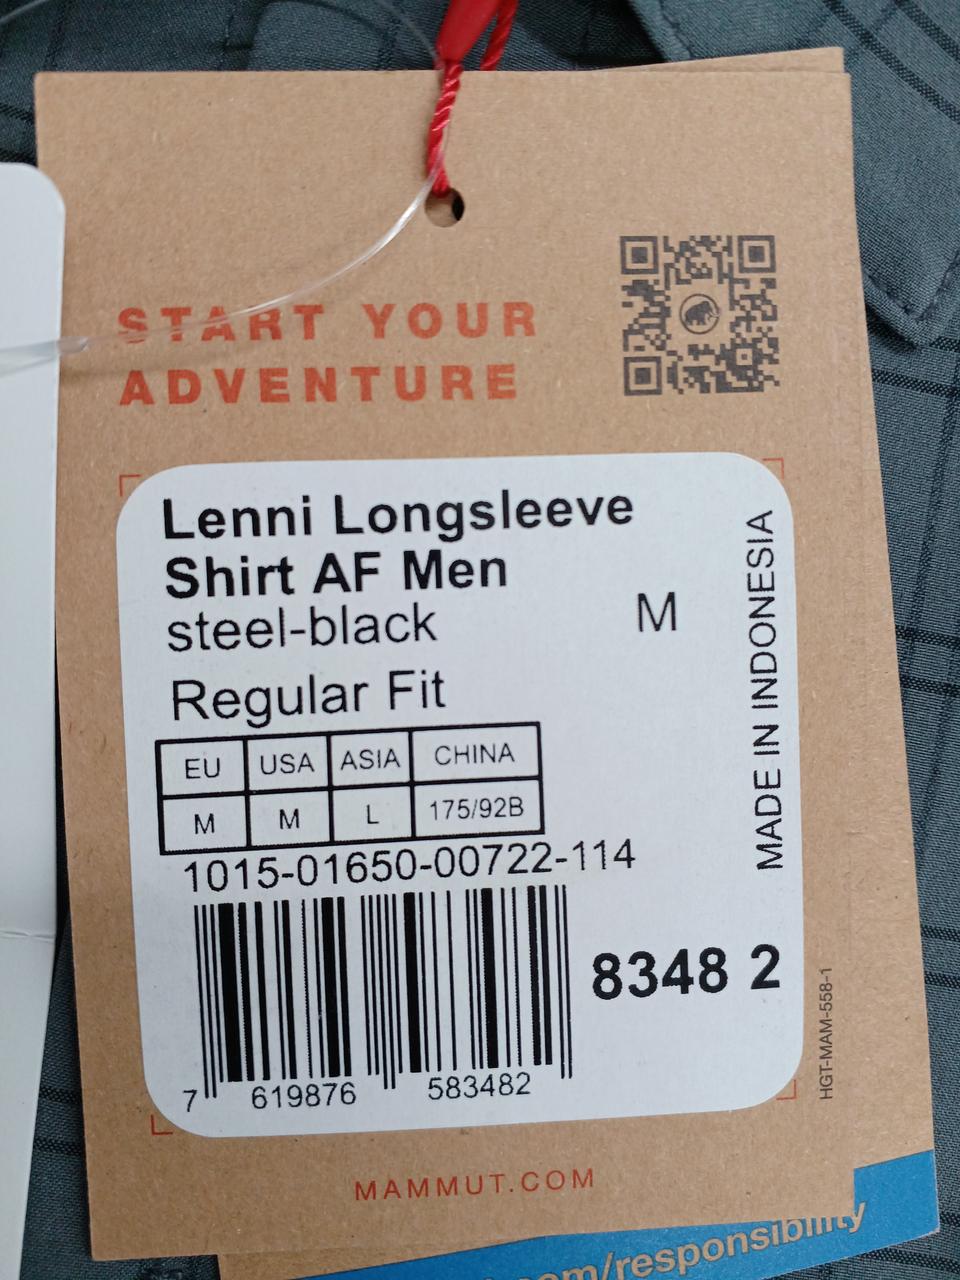 START YOUR
ADVENTURE
Lenni Longsleeve
Shirt AF Men
steel-black
M
Regular Fit
MADE IN INDONESIA
EU USA ASIA CHINA
M M L 175/92B
1015-01650-00722-114
8348 2
7 619876 583482
HGT-MAM-558-1
MAMMUT.COM
.com/responsibility